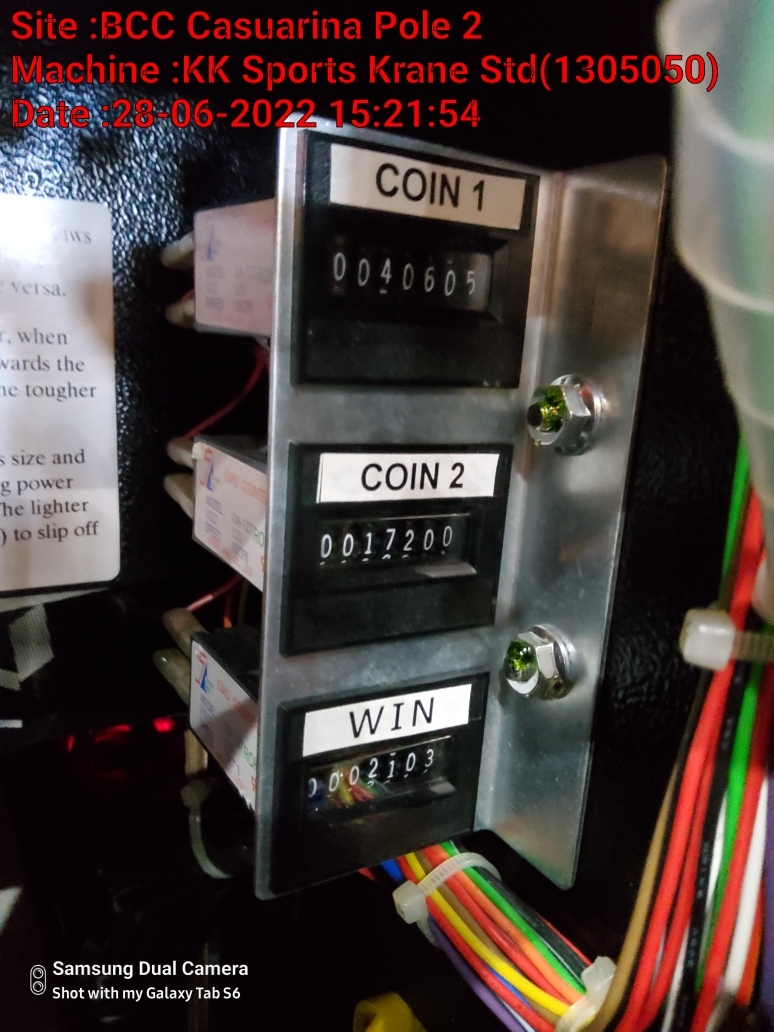 Site :BCC Casuarina Pole 2
Machine :KK Sports Krane Std(1305050)
Date :28-06-2022 15:21:54
COIN 1
0040605
versa.
, when
wards the
tougher
size and
power
The lighter
) to slip off
COIN 2
0017200
WIN
0002103
Samsung Dual Camera
Shot with my Galaxy Tab S6